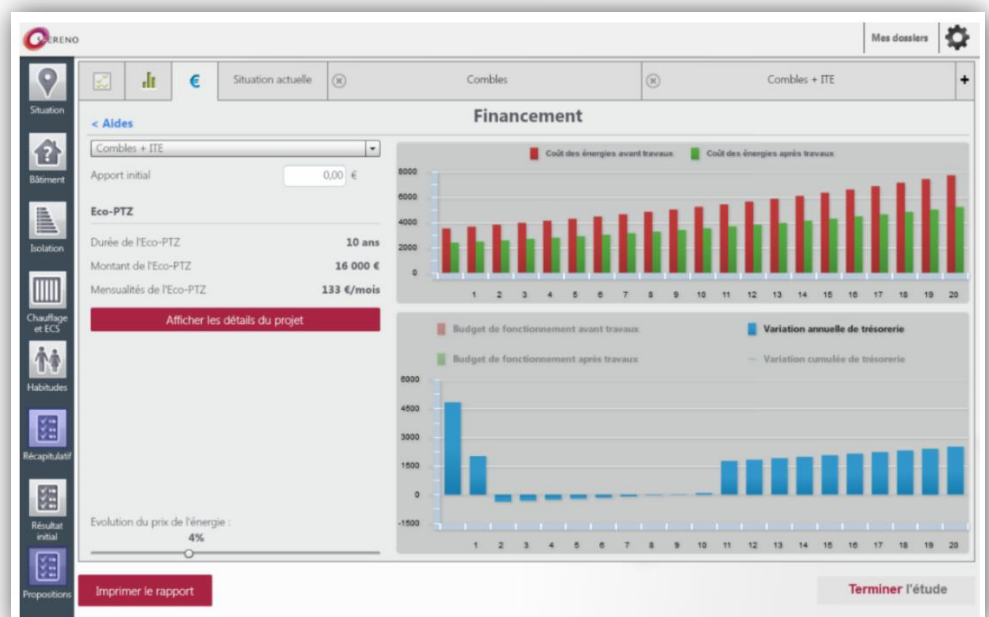 SEERENO
Mes dossiers
Situation
Bâtiment
Isolation
Chauffage
et ECS
Habitudes
Récapitulatif
Résultat
initial
Propositions
€
Situation actuelle
Combles
Combles + ITE
+
< Aides
Financement
Combles + ITE
Apport initial 0,00 €
Eco-PTZ
Durée de l'Eco-PTZ 10 ans
Montant de l'Eco-PTZ 16 000 €
Mensualités de l'Eco-PTZ 133 €/mois
Afficher les détails du projet
Evolution du prix de l'énergie :
4%
Coût des énergies avant travaux Coût des énergies après travaux
8000
6000
4000
2000
0
1 2 3 4 5 6 7 8 9 10 11 12 13 14 15 16 17 18 19 20
Budget de fonctionnement avant travaux Variation annuelle de trésorerie
Budget de fonctionnement après travaux Variation cumulée de trésorerie
6000
4500
3000
1500
0
-1500
1 2 3 4 5 6 7 8 9 10 11 12 13 14 15 16 17 18 19 20
Imprimer le rapport
Terminer l'étude